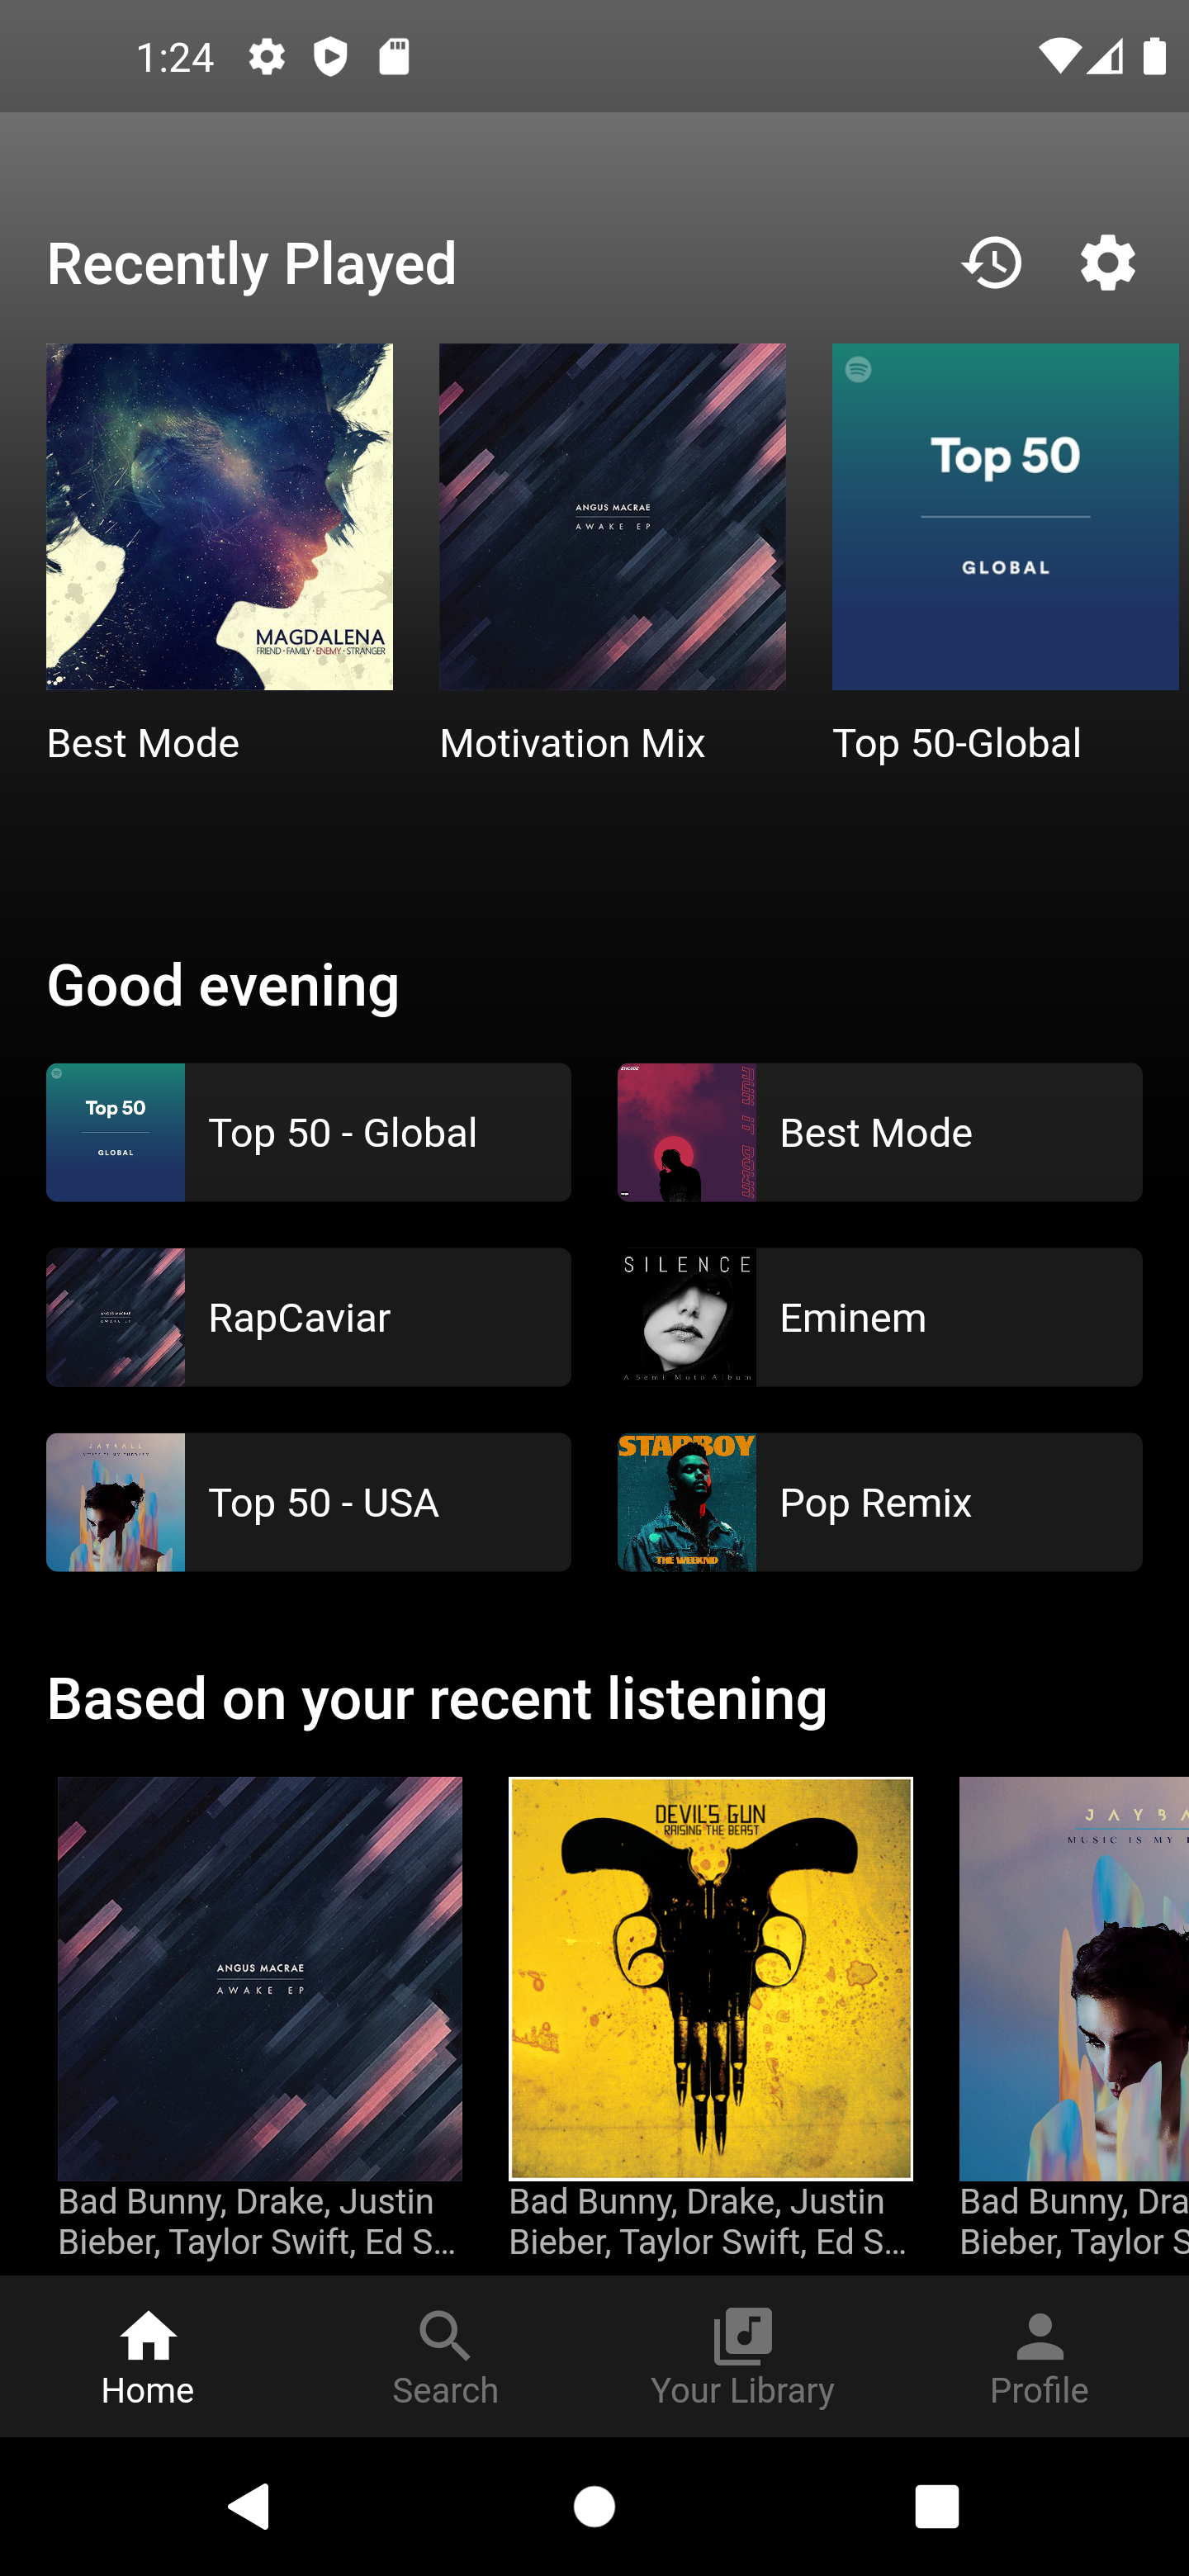 1:24
Recently Played
MAGDALENA
FRIEND · FAMILY · ENEMY · STRANGER
ANGUS MACRAE
AWAKE EP
Top 50
GLOBAL
Best Mode
Motivation Mix
Top 50-Global
Good evening
Top 50
GLOBAL
Top 50 - Global
Best Mode
ANGUS MACRAE
AWAKE EP
RapCaviar
SILENCE
A Semi Moto Album
Eminem
Top 50 - USA
STARBOY
THE WEEKND
Pop Remix
Based on your recent listening
ANGUS MACRAE
AWAKE EP
DEVIL'S GUN
RAISING THE BEAST
JAYBA
MUSIC IS MY
Bad Bunny, Drake, Justin
Bieber, Taylor Swift, Ed S...
Bad Bunny, Drake, Justin
Bieber, Taylor Swift, Ed S...
Bad Bunny, Dra
Bieber, Taylor S
Home
Search
Your Library
Profile